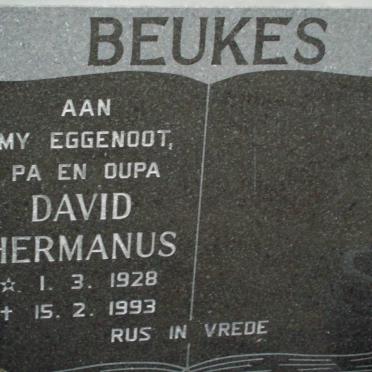 BEUKES
AAN
MY EGGENOOT,
PA EN OUPA
DAVID
HERMANUS
☆ 1. 3. 1928
† 15. 2. 1993
RUS IN VREDE